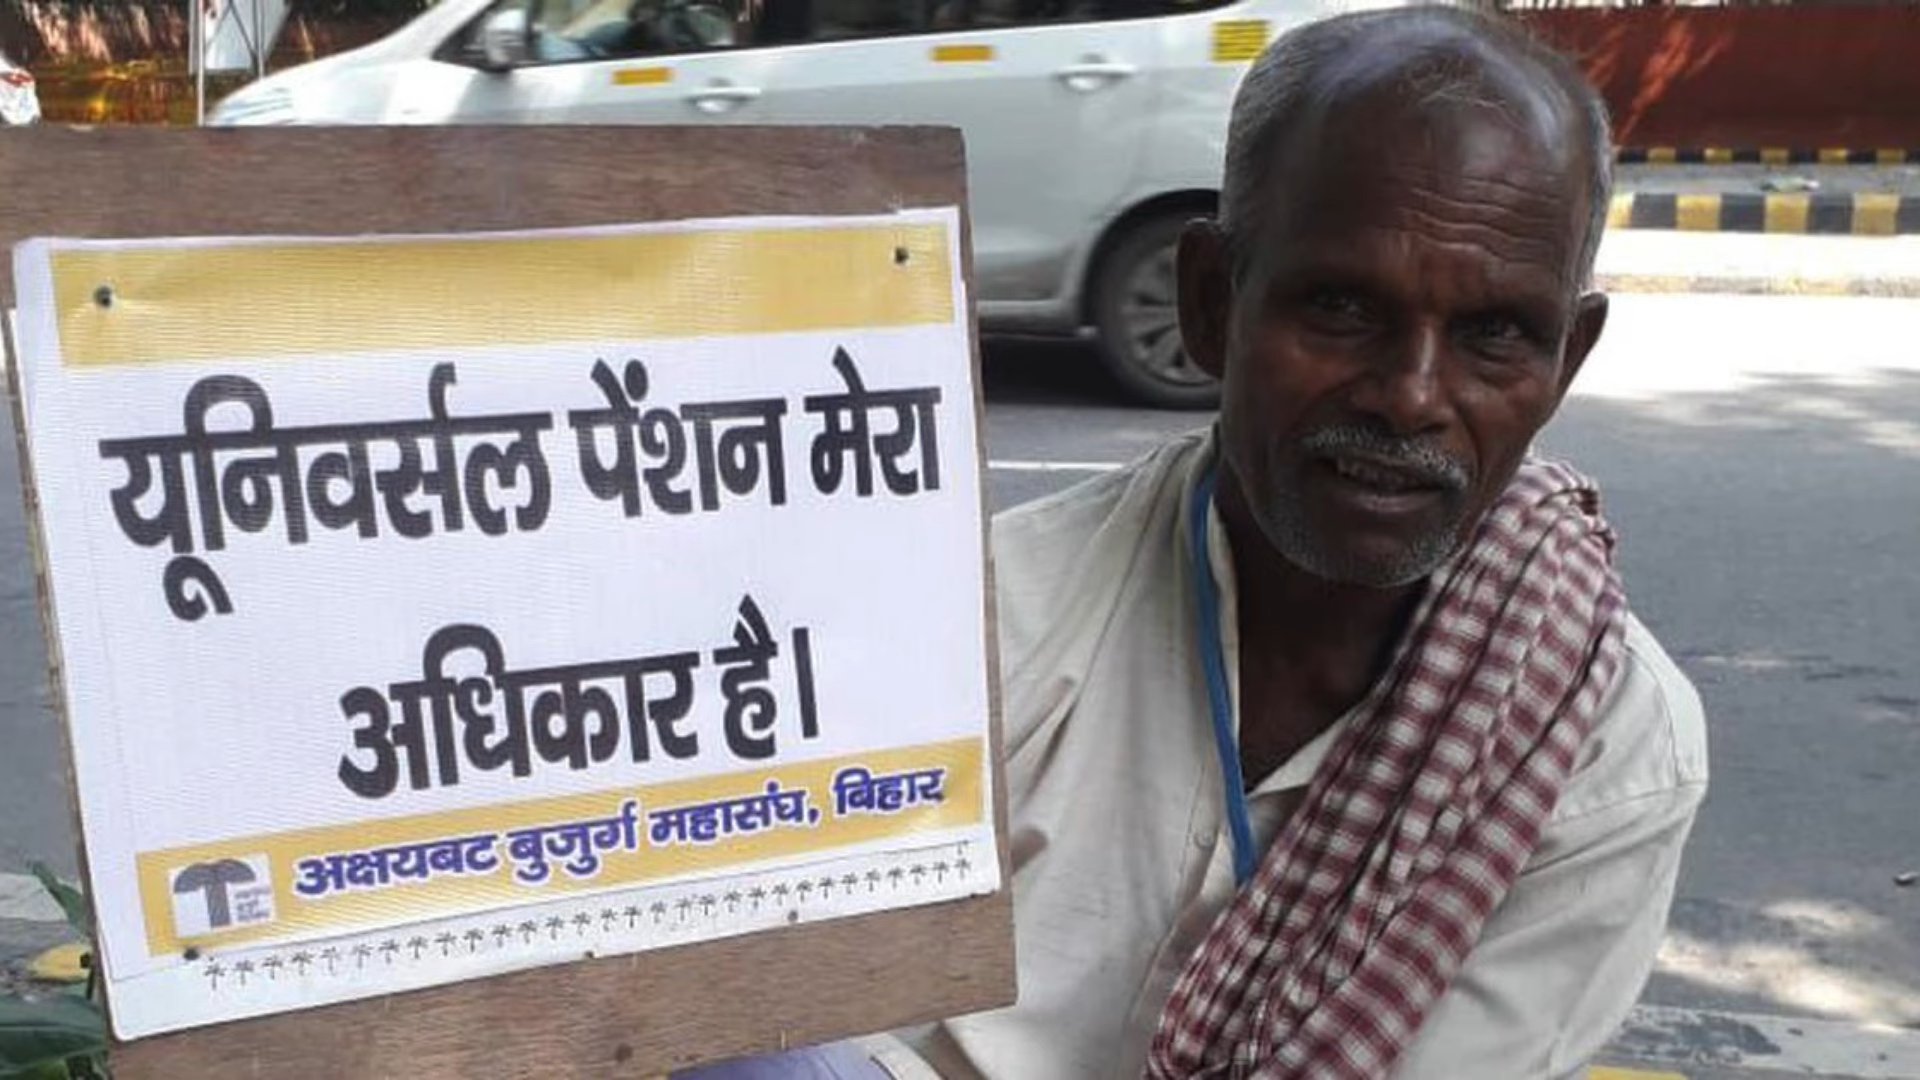 यूनिवर्सल पेंशन मेरा
अधिकार है।
अक्षयबट बुजुर्ग महासंघ, बिहार